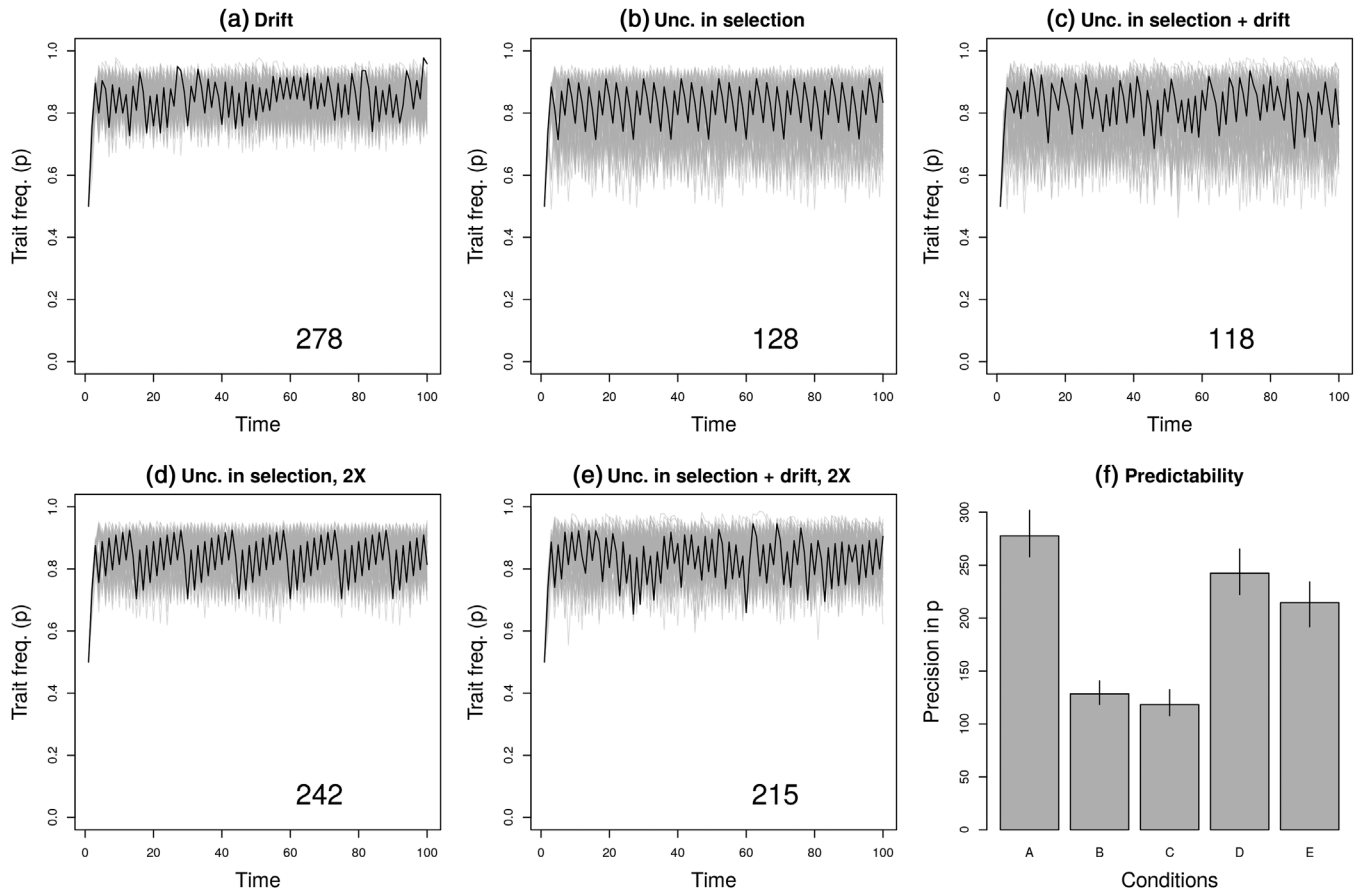 (a) Drift
Trait freq. (p)
1.0
0.8
0.6
0.4
0.2
0.0
278
0 20 40 60 80 100
Time
(b) Unc. in selection
Trait freq. (p)
1.0
0.8
0.6
0.4
0.2
0.0
128
0 20 40 60 80 100
Time
(c) Unc. in selection + drift
Trait freq. (p)
1.0
0.8
0.6
0.4
0.2
0.0
118
0 20 40 60 80 100
Time
(d) Unc. in selection, 2X
Trait freq. (p)
1.0
0.8
0.6
0.4
0.2
0.0
242
0 20 40 60 80 100
Time
(e) Unc. in selection + drift, 2X
Trait freq. (p)
1.0
0.8
0.6
0.4
0.2
0.0
215
0 20 40 60 80 100
Time
(f) Predictability
Precision in p
300
250
200
150
100
50
0
A B C D E
Conditions